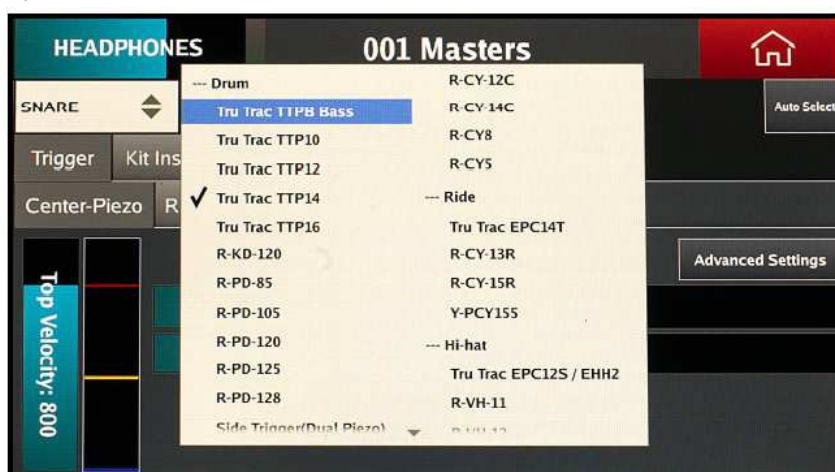 HEADPHONES
001 Masters
SNARE
Auto Select
Trigger
Kit Ins
Center-Piezo
R
Top Velocity: 800
Advanced Settings
--- Drum
Tru Trac TTPB Bass
Tru Trac TTP10
Tru Trac TTP12
✓ Tru Trac TTP14
Tru Trac TTP16
R-KD-120
R-PD-85
R-PD-105
R-PD-120
R-PD-125
R-PD-128
Side Trigger(Dual Piezo)
R-CY-12C
R-CY-14C
R-CY8
R-CY5
--- Ride
Tru Trac EPC14T
R-CY-13R
R-CY-15R
Y-PCY155
--- Hi-hat
Tru Trac EPC12S / EHH2
R-VH-11